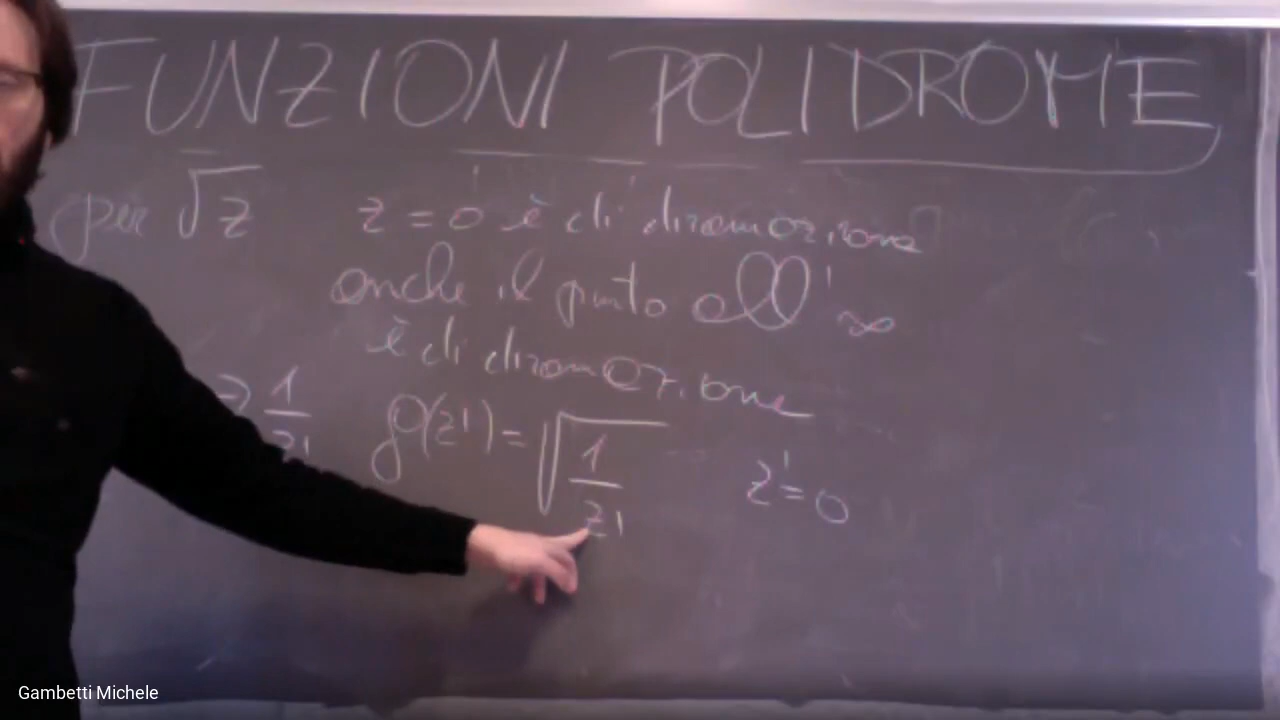 FUNZIONI POLIDROME
per √z z = 0 è di diramazione
anche il punto all'∞
è di diramazione
→ 1/z' g(z') = √(1/z') z' = 0
Gambetti Michele